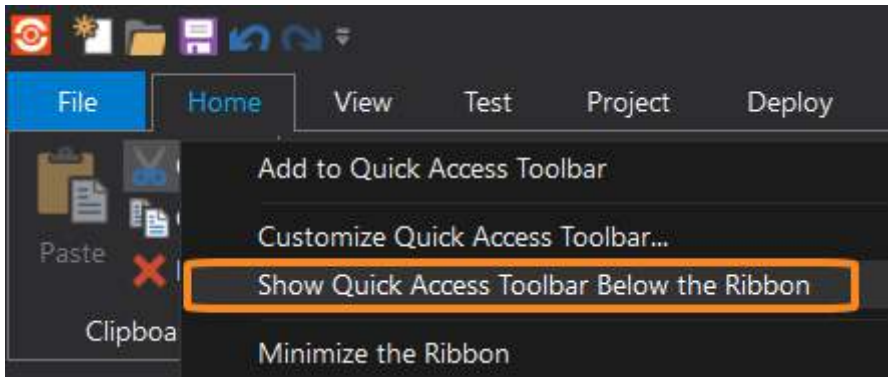 File Home View Test Project Deploy
Add to Quick Access Toolbar
Customize Quick Access Toolbar...
Paste
Show Quick Access Toolbar Below the Ribbon
Clipboa
Minimize the Ribbon